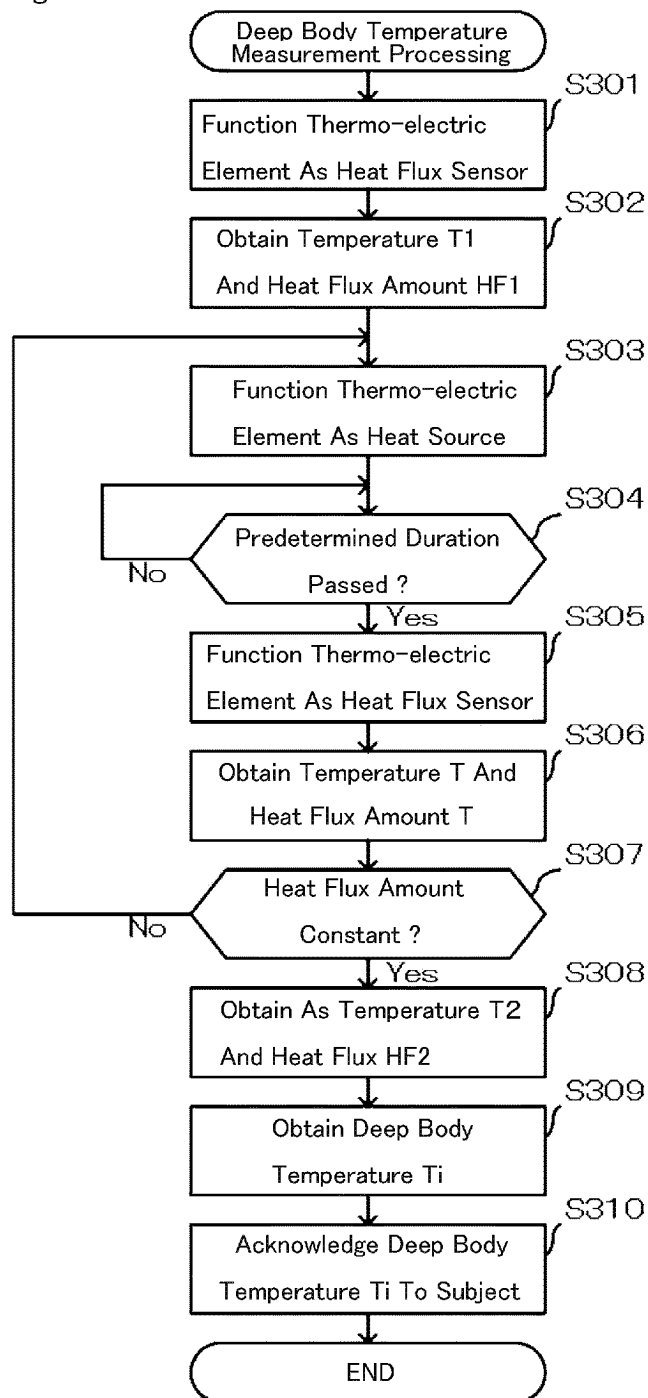 Deep Body Temperature
Measurement Processing
S301
Function Thermo-electric
Element As Heat Flux Sensor
S302
Obtain Temperature T1
And Heat Flux Amount HF1
S303
Function Thermo-electric
Element As Heat Source
S304
Predetermined Duration
Passed ?
No
Yes
S305
Function Thermo-electric
Element As Heat Flux Sensor
S306
Obtain Temperature T And
Heat Flux Amount T
S307
Heat Flux Amount
Constant ?
No
Yes
S308
Obtain As Temperature T2
And Heat Flux HF2
S309
Obtain Deep Body
Temperature Ti
S310
Acknowledge Deep Body
Temperature Ti To Subject
END